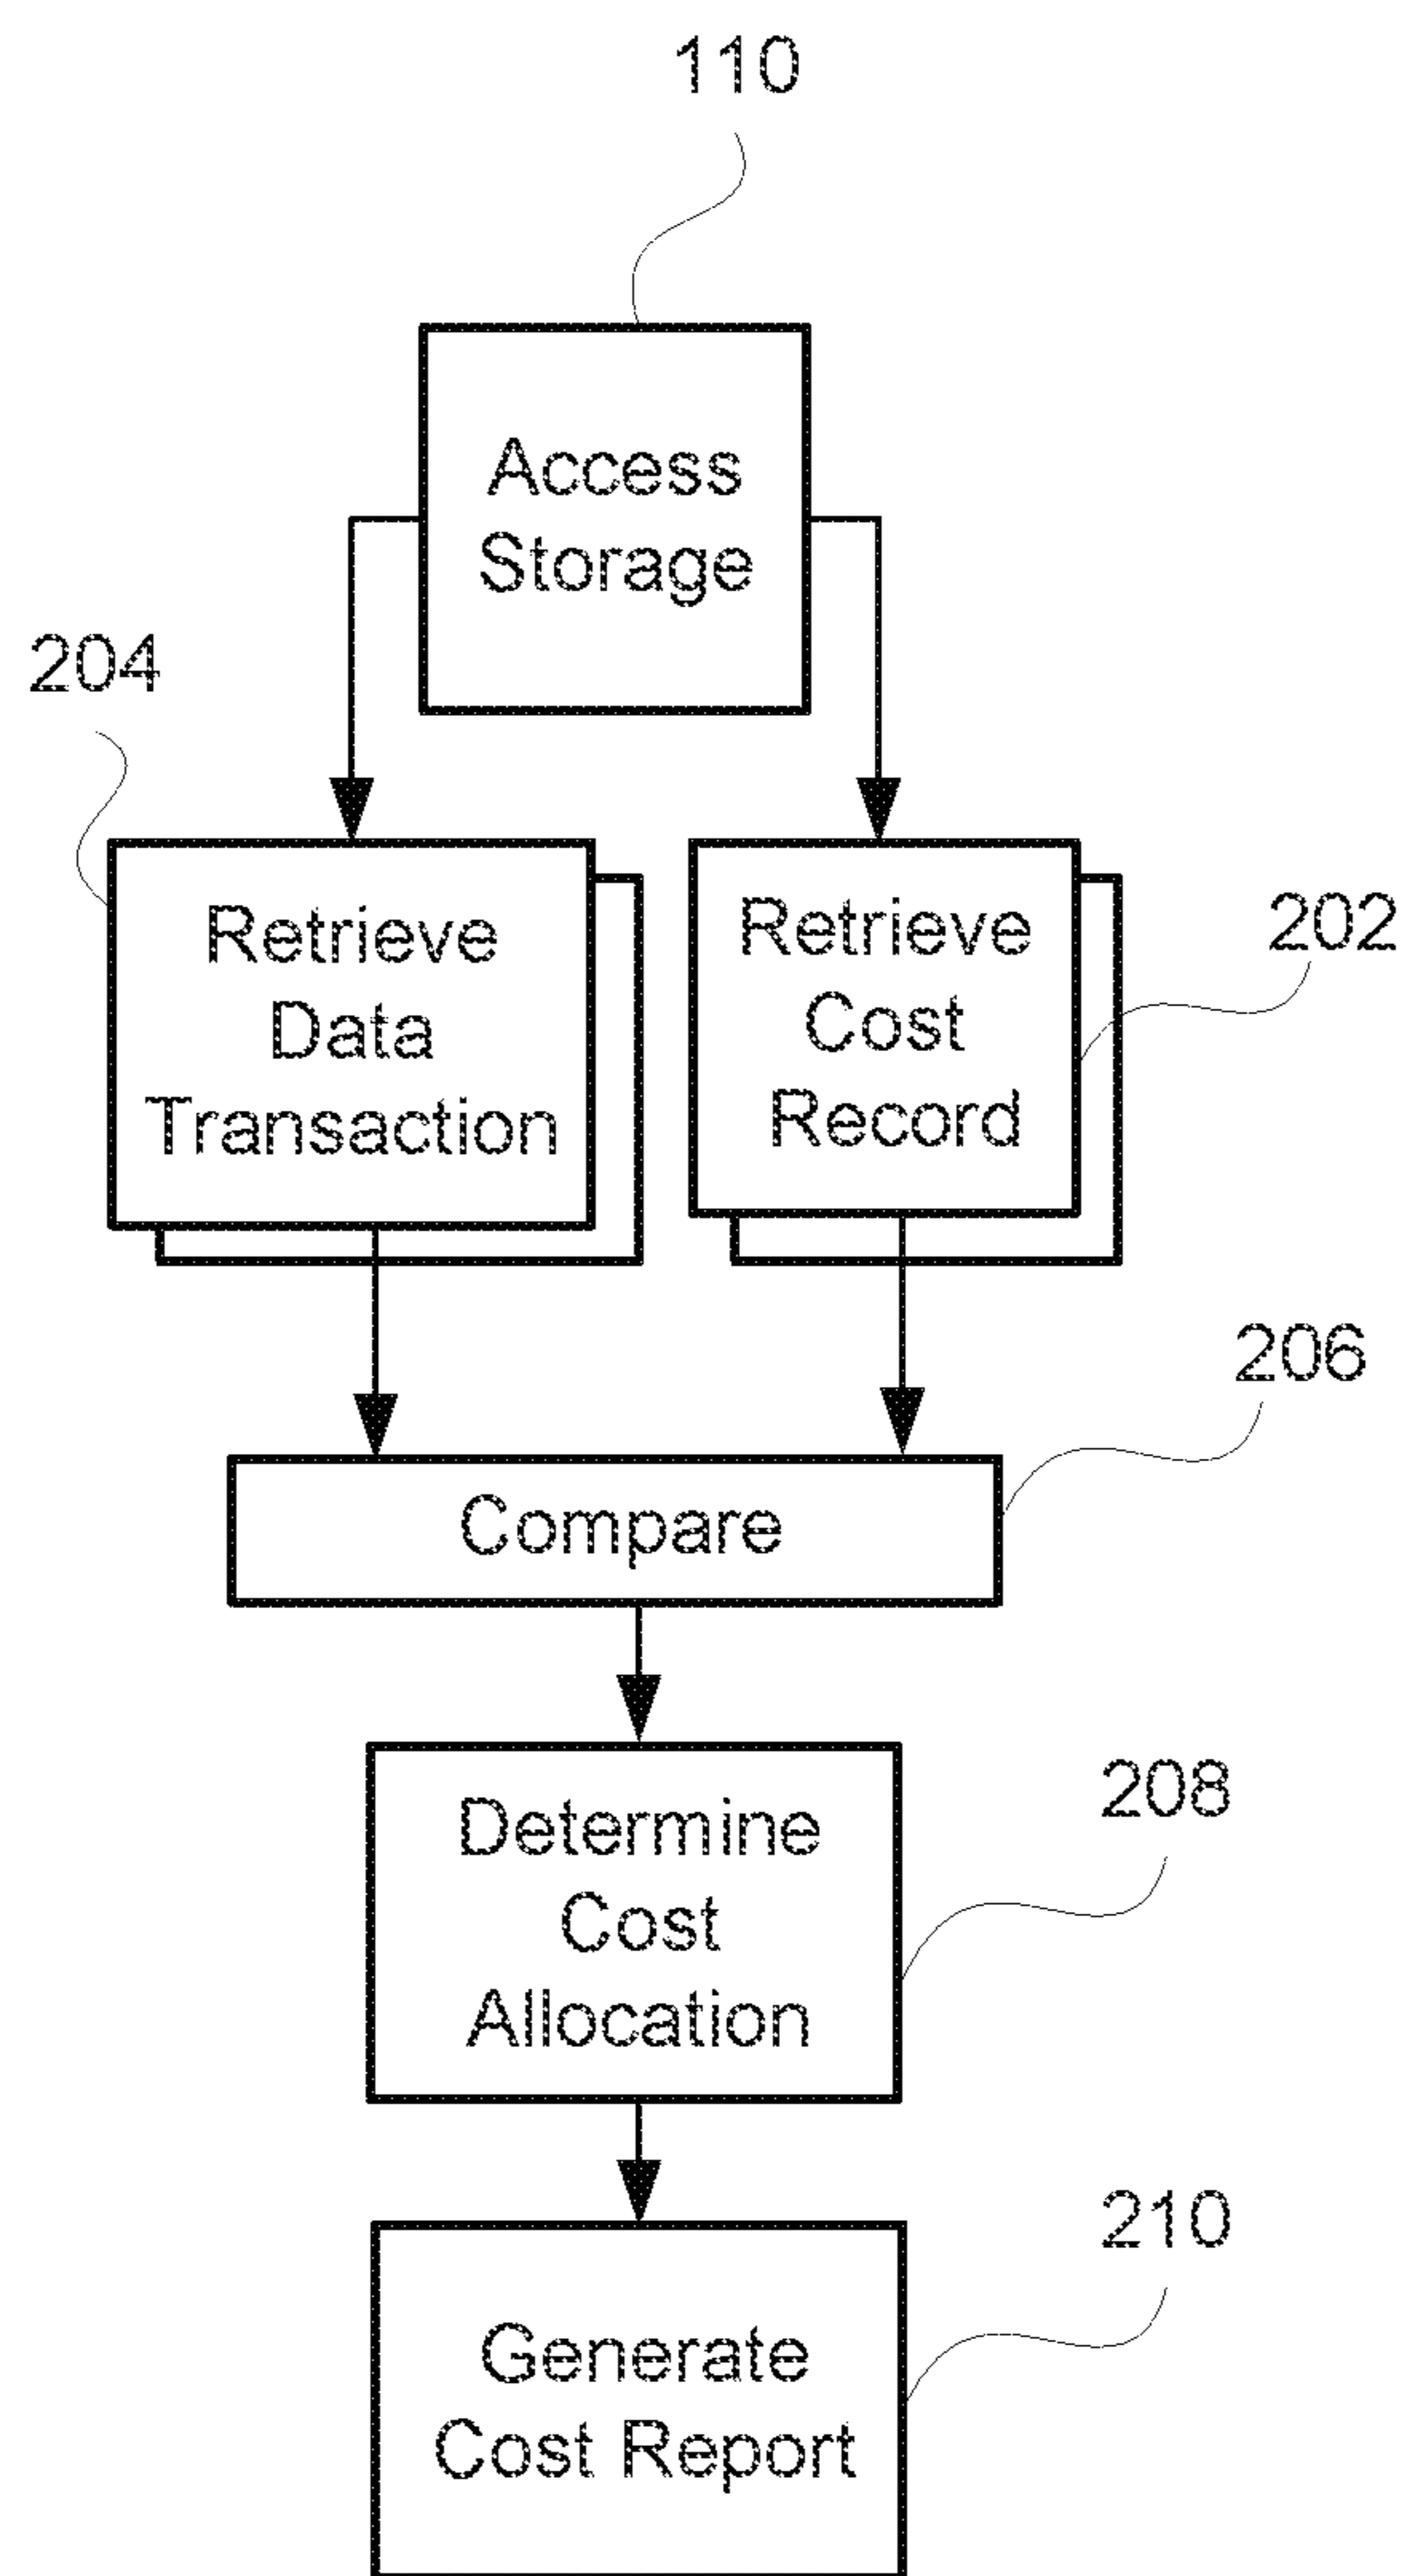 110
Access
Storage
204
Retrieve
Data
Transaction
Retrieve
Cost
Record
202
206
Compare
Determine
Cost
Allocation
208
210
Generate
Cost Report